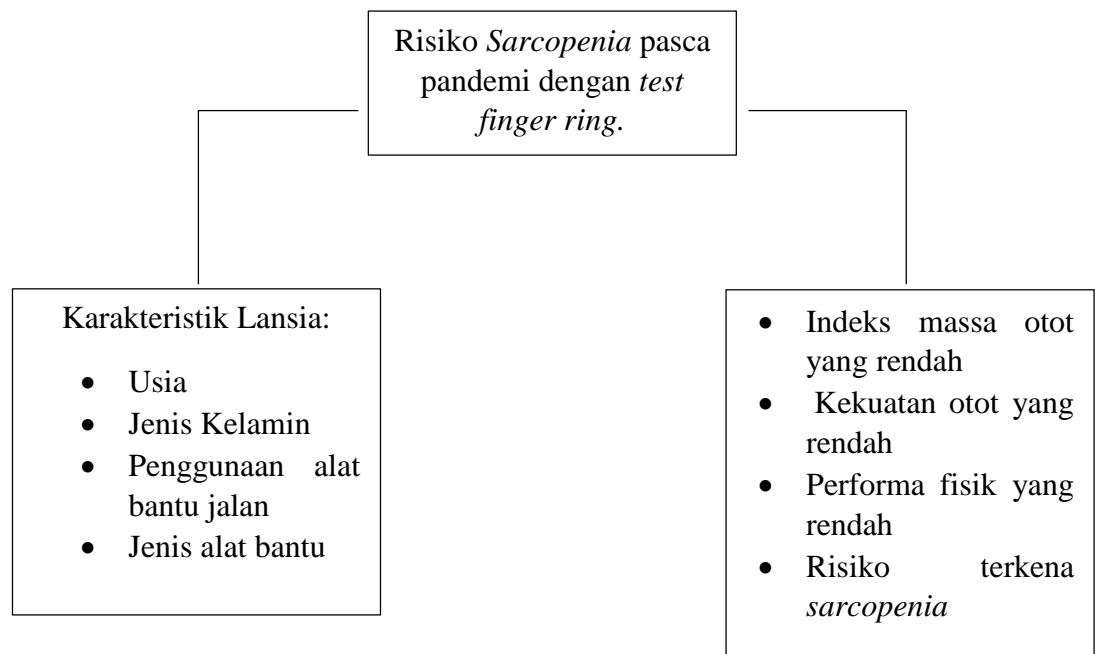 Risiko Sarcopenia pasca
pandemi dengan test
finger ring.
Karakteristik Lansia:
• Usia
• Jenis Kelamin
• Penggunaan alat
bantu jalan
• Jenis alat bantu
• Indeks massa otot
yang rendah
• Kekuatan otot yang
rendah
• Performa fisik yang
rendah
• Risiko terkena
sarcopenia